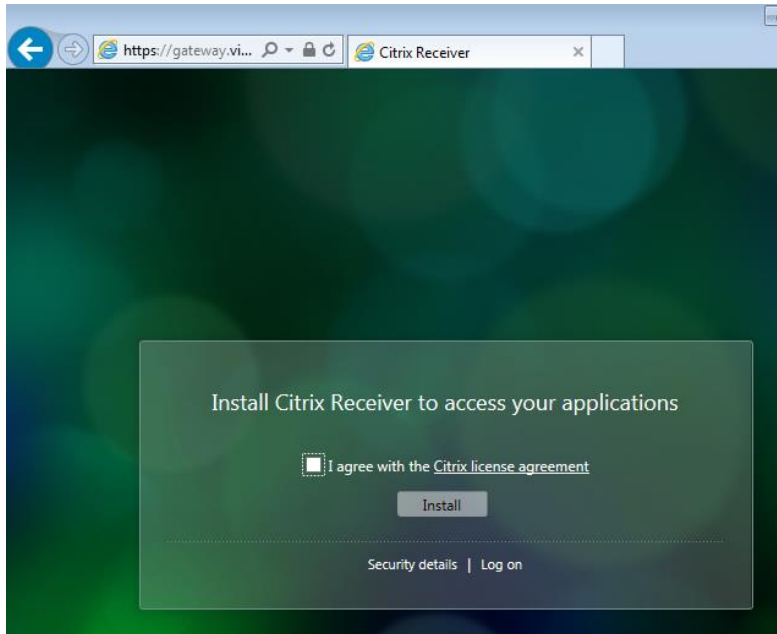 https://gateway.vi...
Citrix Receiver
Install Citrix Receiver to access your applications
I agree with the Citrix license agreement
Install
Security details | Log on